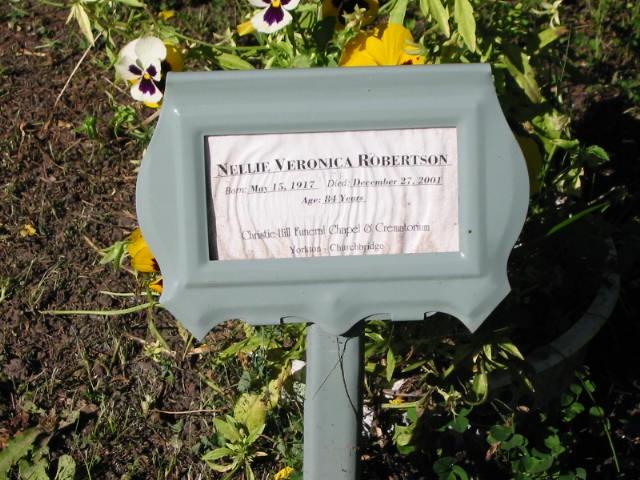 NELLIE VERONICA ROBERTSON
Born: May 15, 1917 Died: December 27, 2001
Age: 84 Years
Christie-Hill Funeral Chapel & Crematorium
Yorkton - Churchbridge